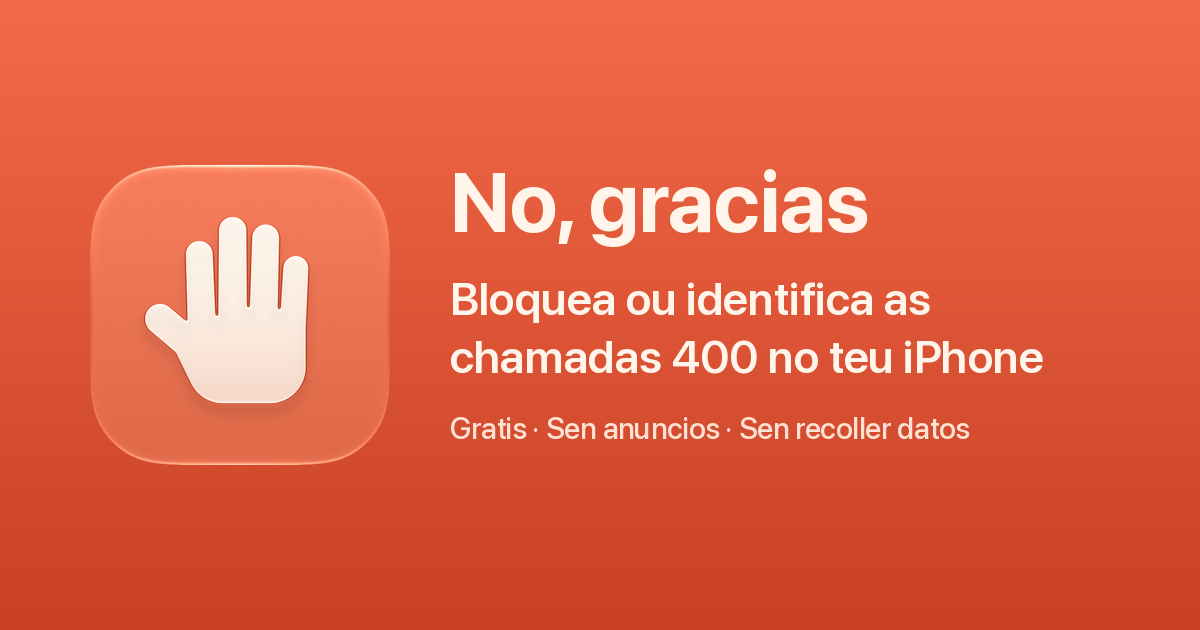 No, gracias
Bloquea ou identifica as
chamadas 400 no teu iPhone
Gratis · Sen anuncios · Sen recoller datos